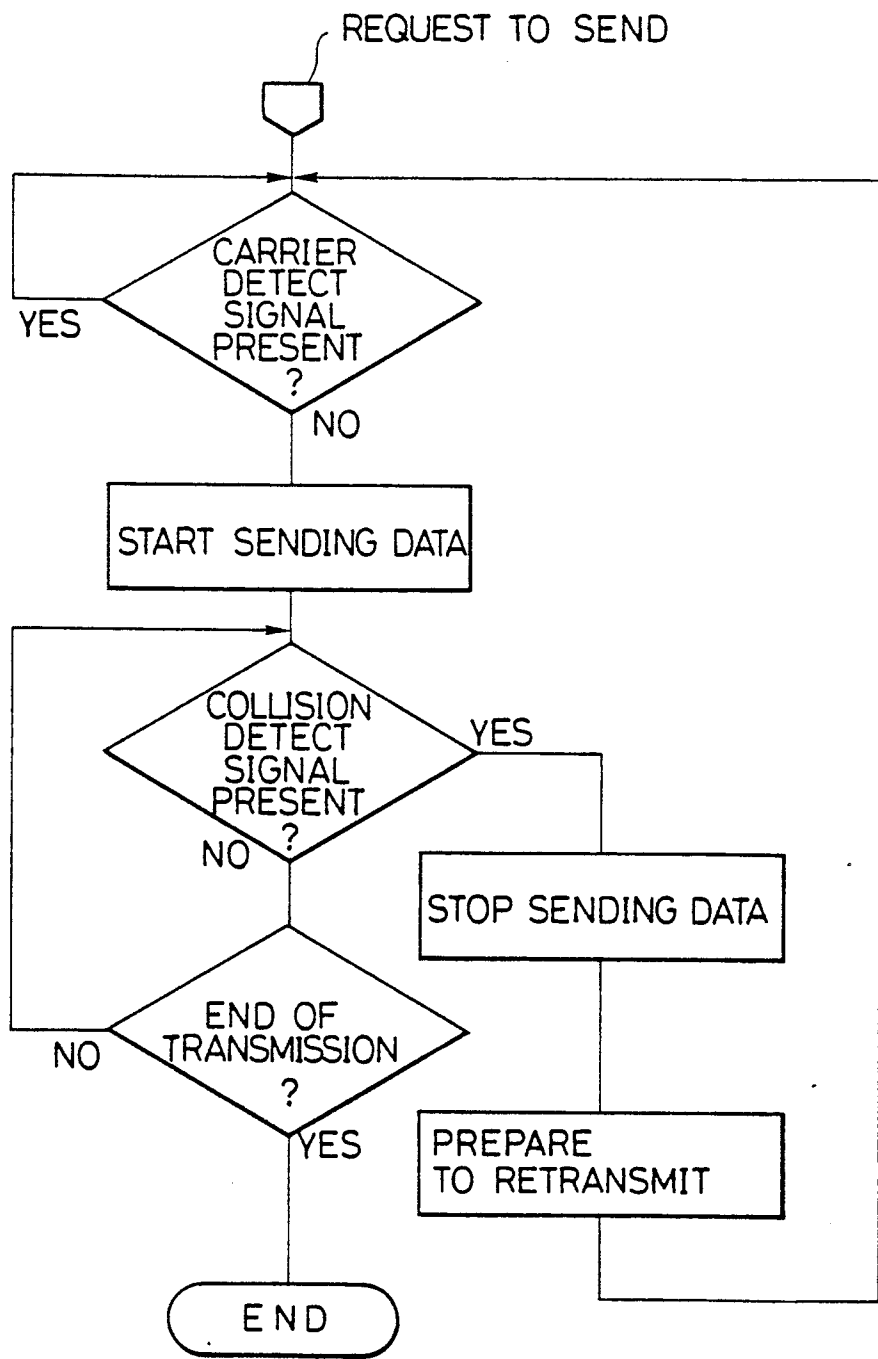 REQUEST TO SEND
CARRIER
DETECT
SIGNAL
PRESENT
?
YES
NO
START SENDING DATA
COLLISION
DETECT
SIGNAL
PRESENT
?
YES
NO
STOP SENDING DATA
END OF
TRANSMISSION
?
NO
YES
PREPARE
TO RETRANSMIT
END